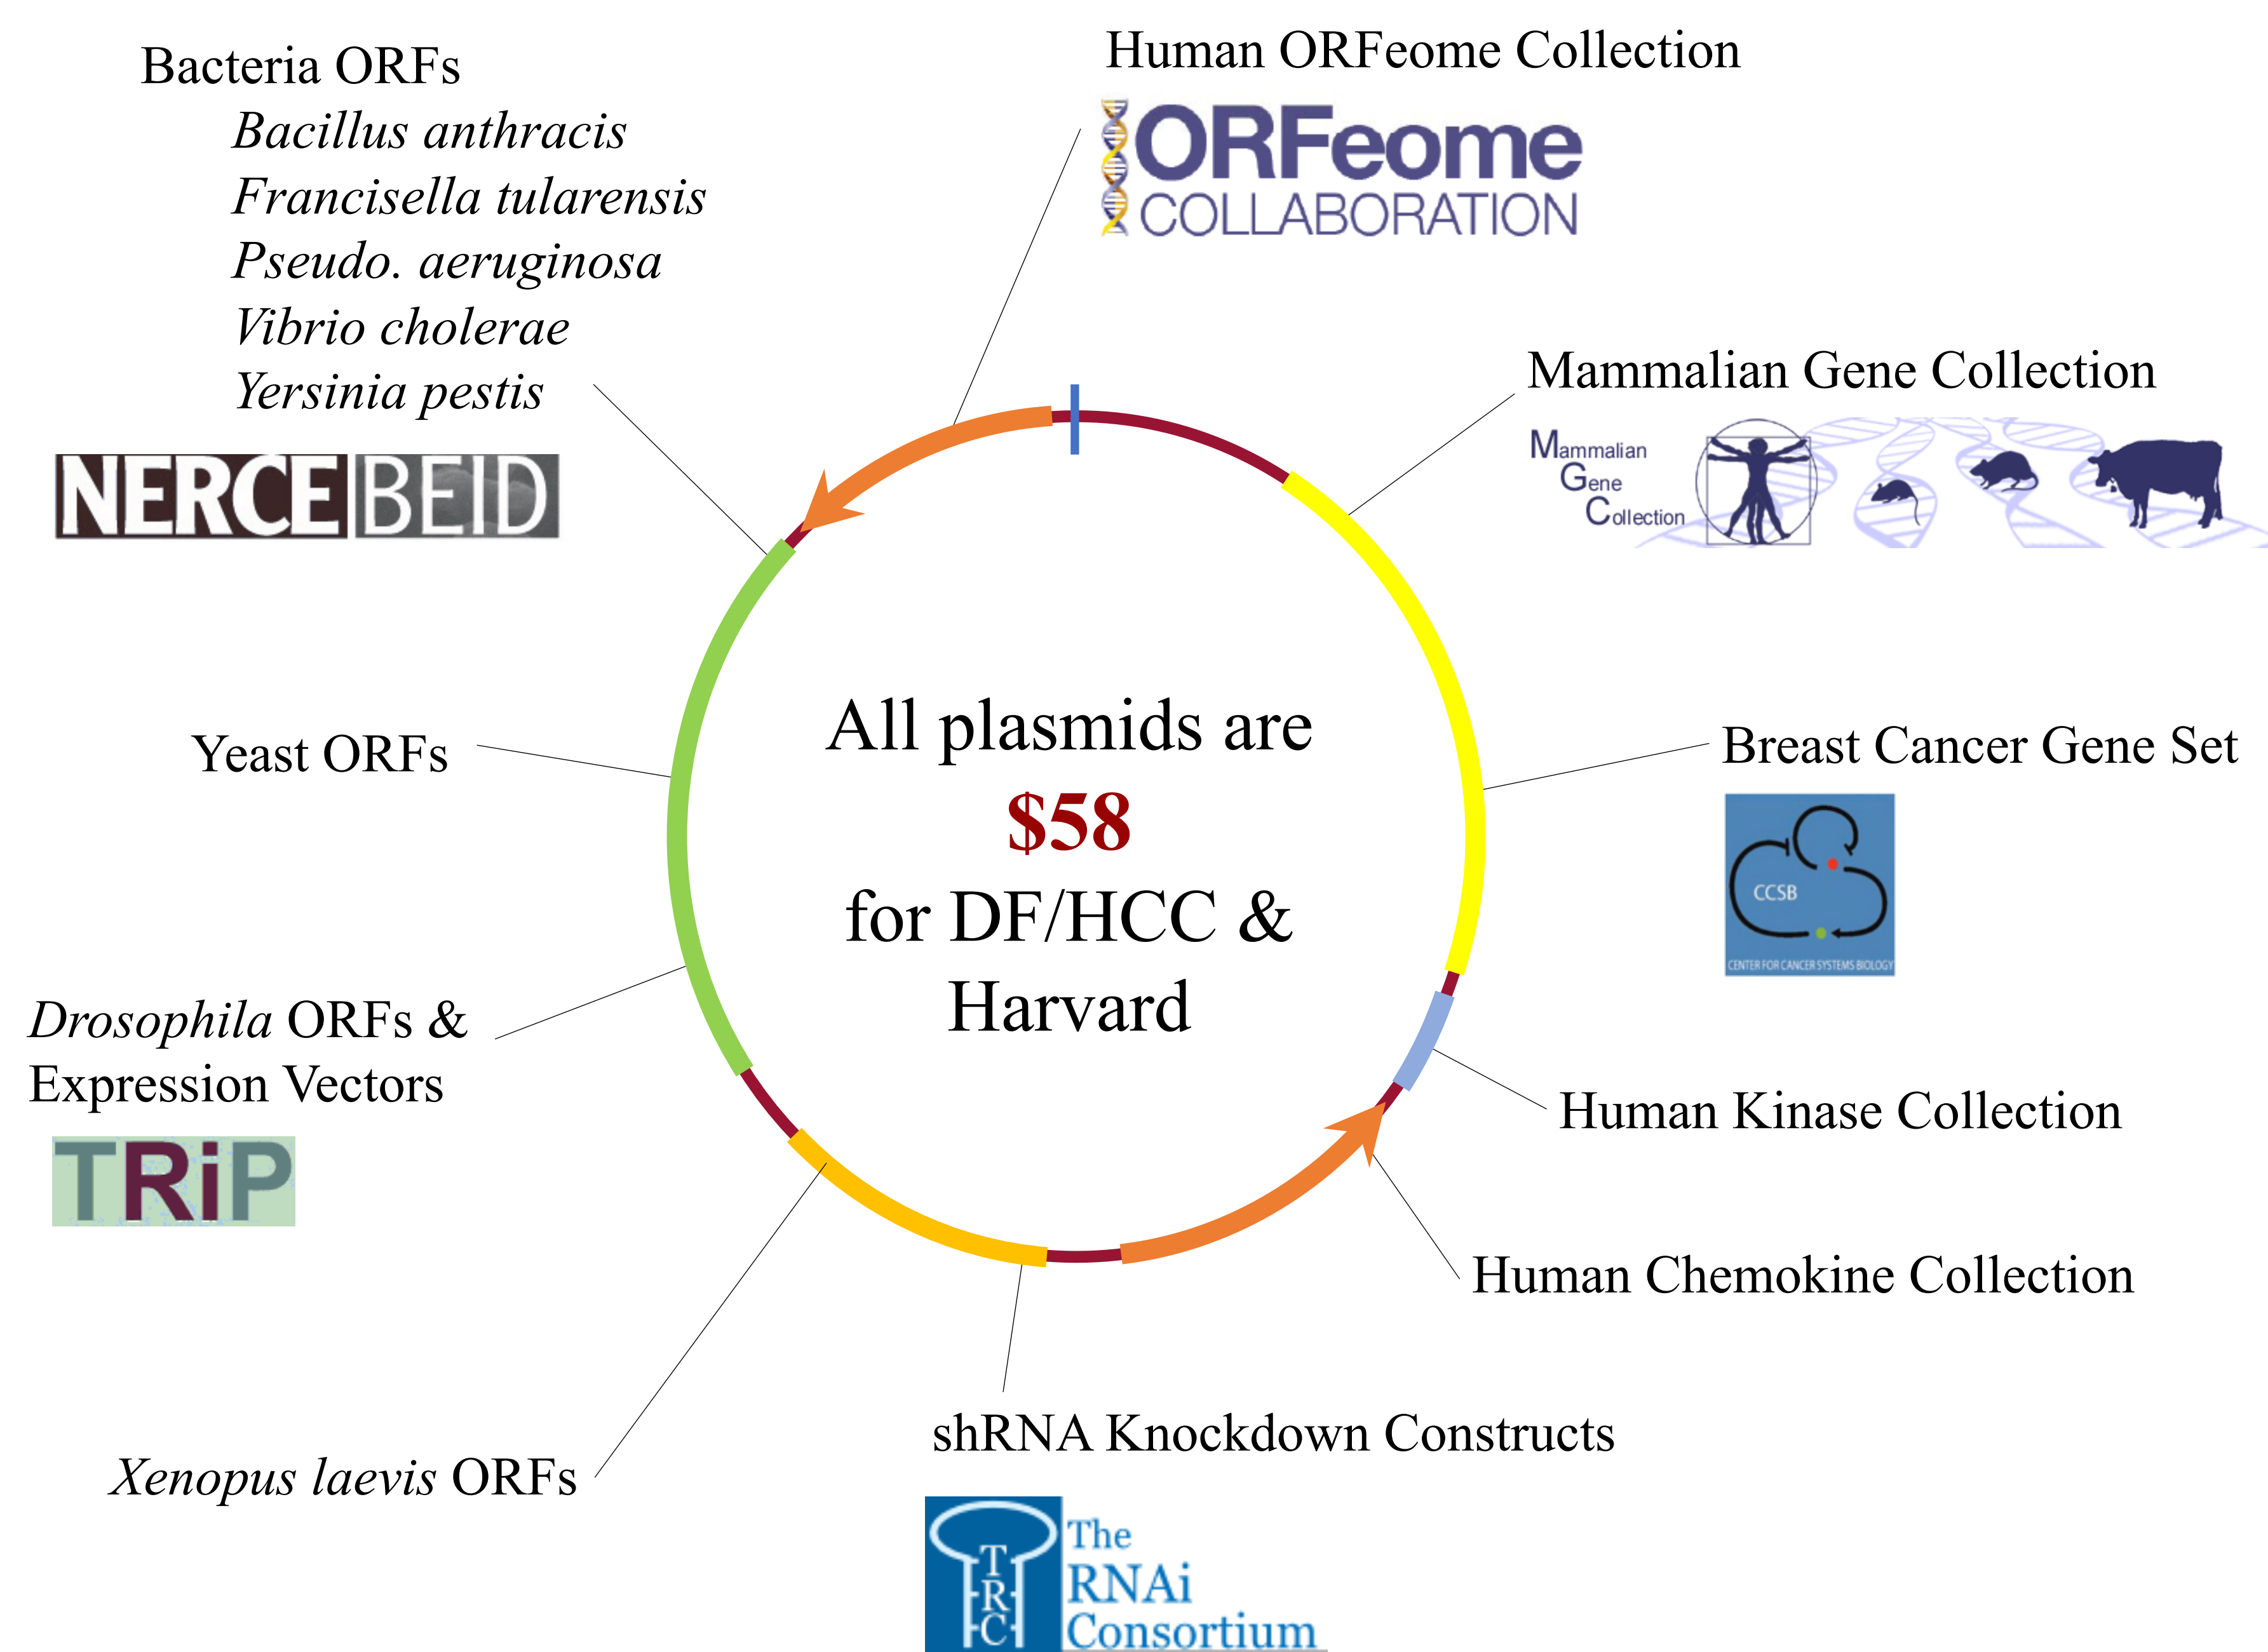 Bacteria ORFs
Bacillus anthracis
Francisella tularensis
Pseudo. aeruginosa
Vibrio cholerae
Yersinia pestis
NERCE BEID
Human ORFeome Collection
ORFeome
COLLABORATION
Mammalian Gene Collection
Mammalian
Gene
Collection
Yeast ORFs
All plasmids are
$58
for DF/HCC &
Harvard
Breast Cancer Gene Set
CCSB
CENTER FOR CANCER SYSTEMS BIOLOGY
Drosophila ORFs &
Expression Vectors
TRiP
Human Kinase Collection
Human Chemokine Collection
Xenopus laevis ORFs
shRNA Knockdown Constructs
TRC
The
RNAi
Consortium